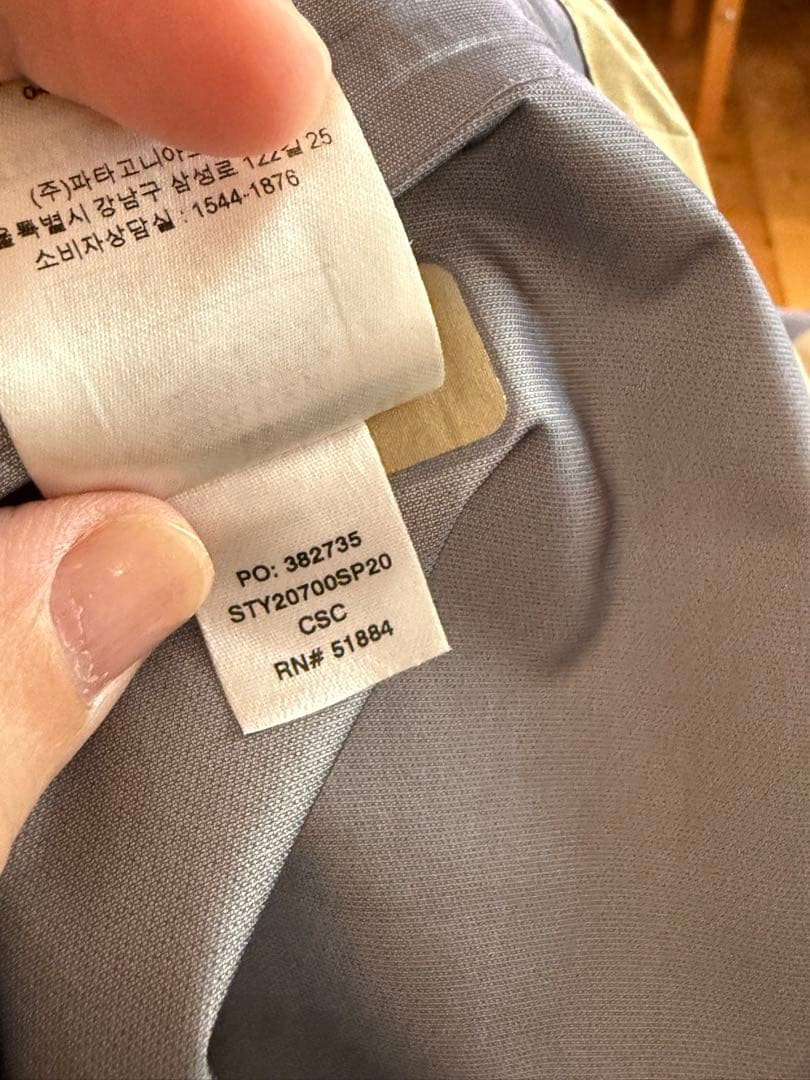 (주)파타고니아코
122길 25
울특별시 강남구 삼성로
소비자상담실 : 1544-1876
PO: 382735
STY20700SP20
CSC
RN# 51884